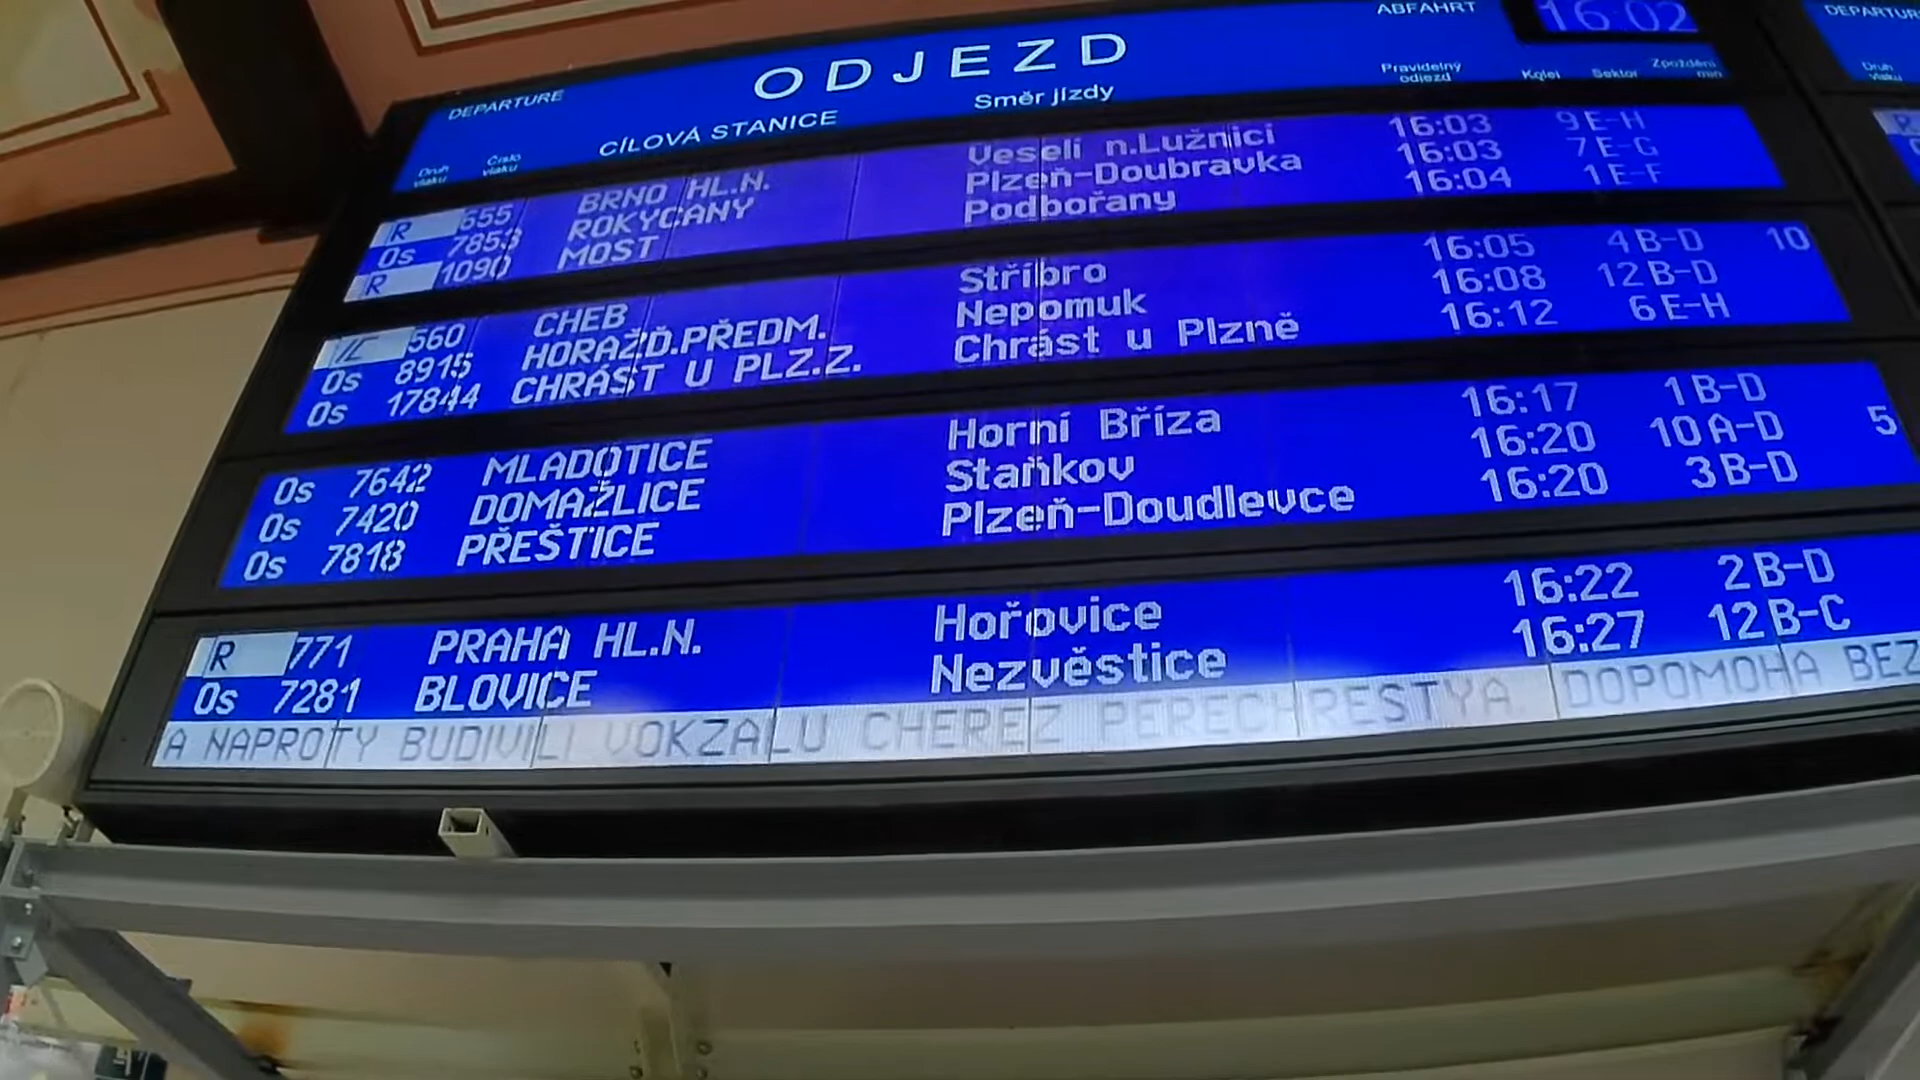 ABFAHRT 16:02
DEPARTURE ODJEZD
CÍLOVÁ STANICE Směr jízdy Pravidelný odjezd Kolej Sektor Zpoždění min
Druh vlaku Číslo vlaku
R 655 BRNO HL.N. Veselí n.Lužnicí 16:03 9 E-H
Os 7853 ROKYCANY Plzeň-Doubravka 16:03 7 E-G
R 1090 MOST Podbořany 16:04 1 E-F
560 CHEB Stříbro 16:05 4 B-D 10
Os 8915 HORAŽĎ.PŘEDM. Nepomuk 16:08 12 B-D
Os 17844 CHRÁST U PLZ.Z. Chrást u Plzně 16:12 6 E-H
Os 7642 MLADOTICE Horní Bříza 16:17 1 B-D
Os 7420 DOMAŽLICE Staňkov 16:20 10 A-D 5
Os 7818 PŘEŠTICE Plzeň-Doudlevce 16:20 3 B-D
R 771 PRAHA HL.N. Hořovice 16:22 2 B-D
Os 7281 BLOVICE Nezvěstice 16:27 12 B-C
A NAPROTY BUDIVILI VOKZALU CHEREZ PERECHRESTYA. DOPOMOHA BEZ
DEPARTURE
Druh vlaku
R